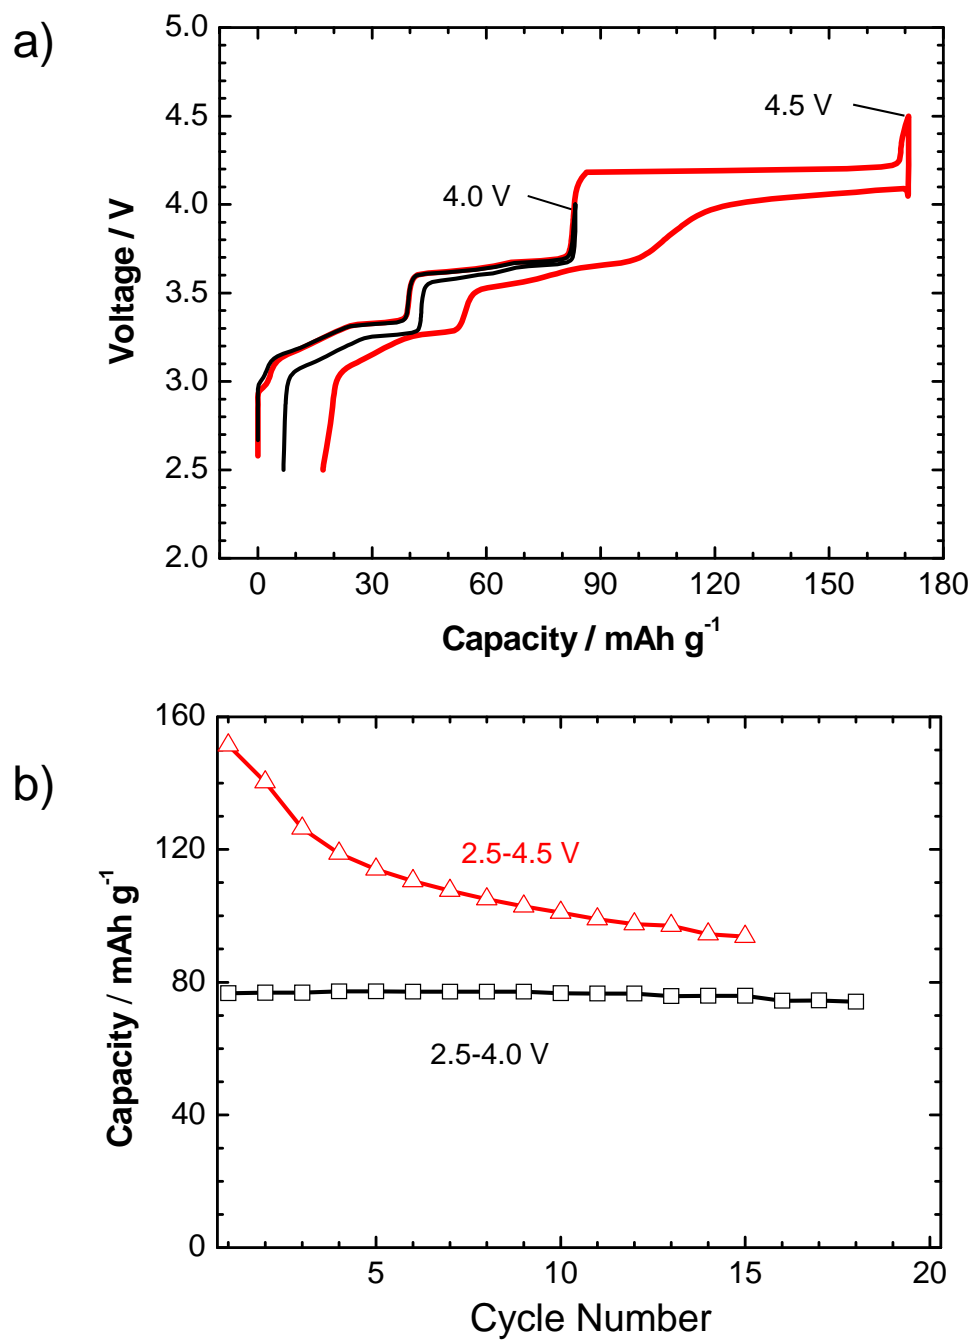 a)
5.0
4.5
4.0
3.5
3.0
2.5
2.0
Voltage / V
4.5 V
4.0 V
0 30 60 90 120 150 180
Capacity / mAh g⁻¹
b)
160
120
80
40
0
Capacity / mAh g⁻¹
2.5-4.5 V
2.5-4.0 V
5 10 15 20
Cycle Number